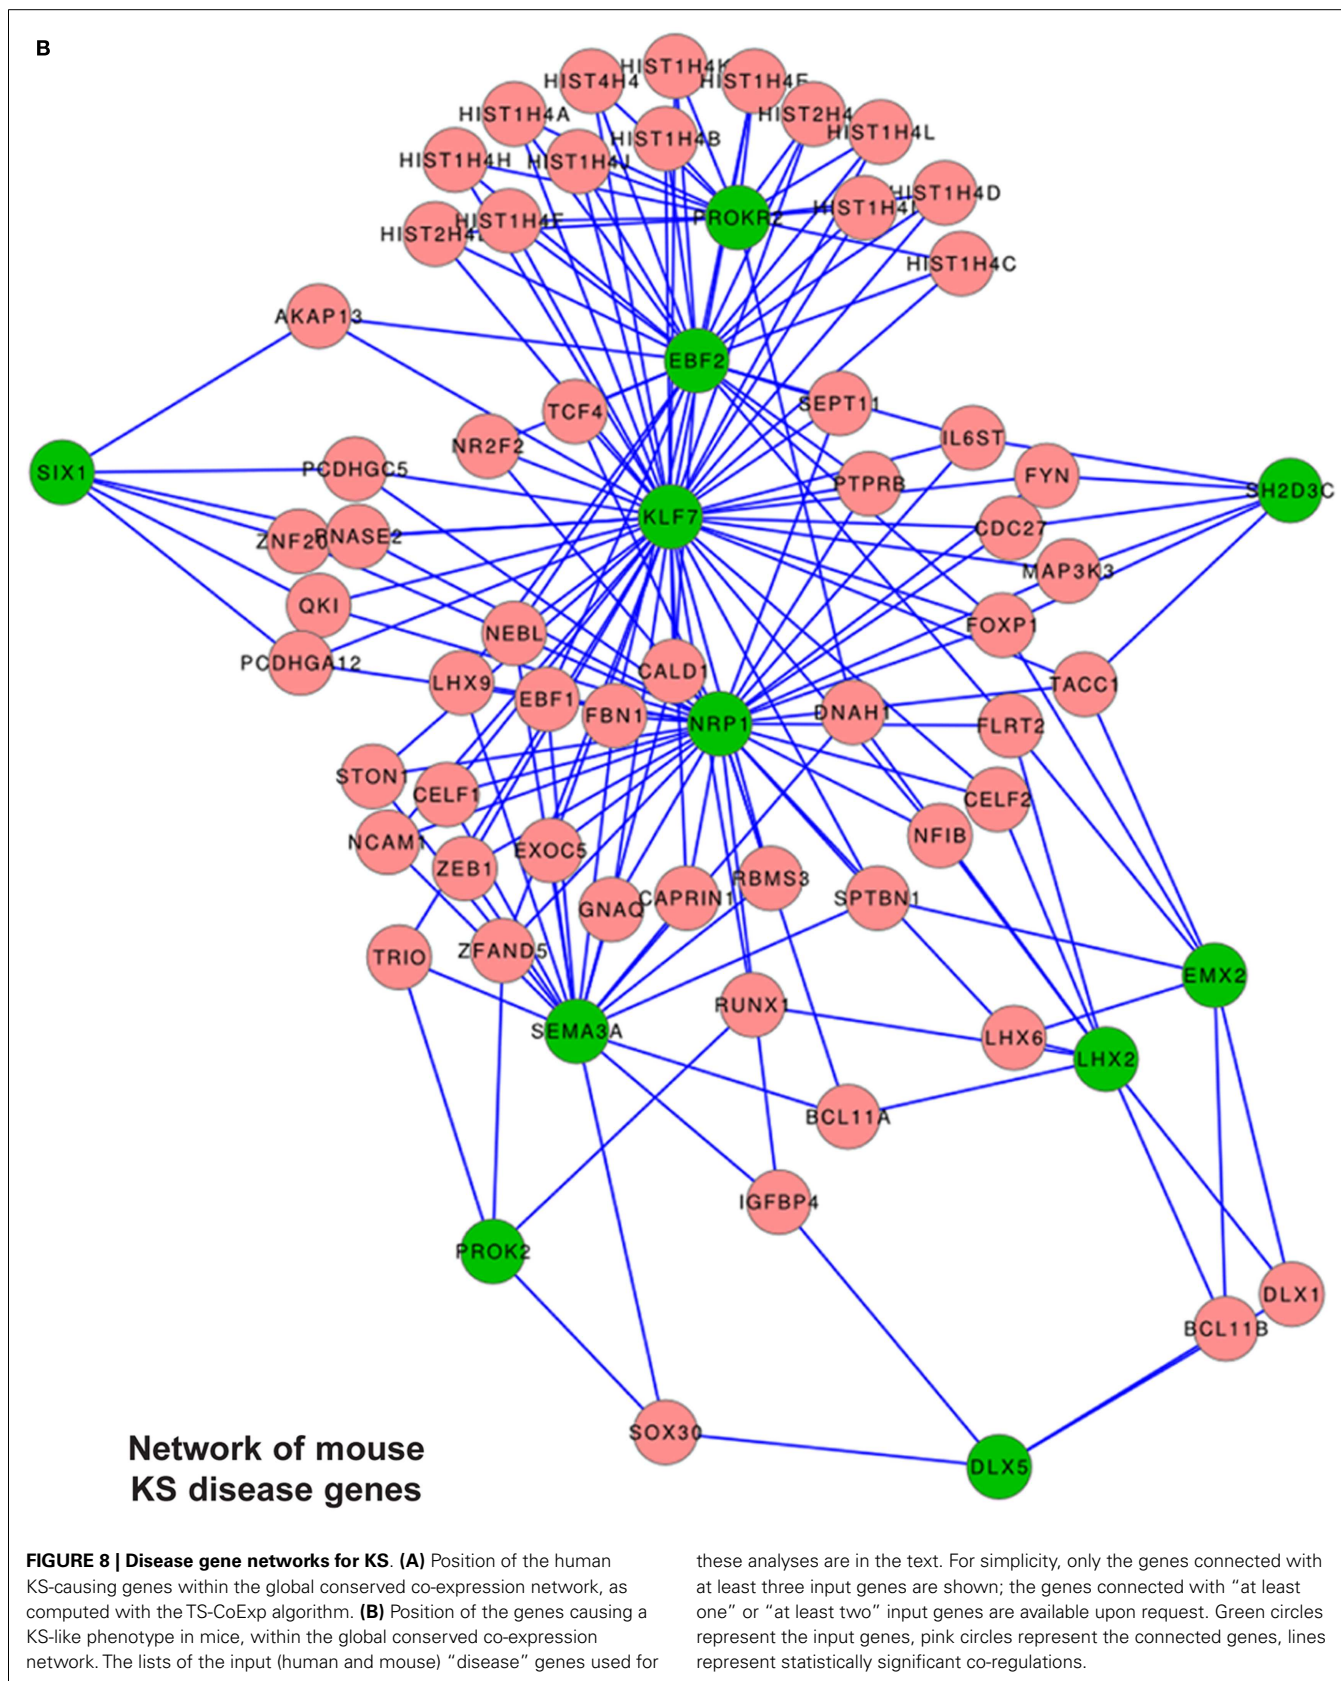 B
HIST1H4K
HIST4H4
HIST1H4A
HIST2H4
HIST1H4L
HIST1H4B
HIST1H4H
HIST1H4J
HIST1H4D
PROKR2
HIST1H4C
AKAP13
EBF2
TCF4
SEPT11
NR2F2
IL6ST
SIX1
PCDHGC5
PTPRB
FYN
SH2D3C
KLF7
RNASE2
CDC27
MAP3K3
QKI
NEBL
FOXP1
PCDHGA12
LHX9
CALD1
EBF1
FBN1
NRP1
DNAH1
TACC1
FLRT2
STON1
CELF1
CELF2
NCAM1
NFIB
ZEB1
EXOC5
GNAQ
CAPRIN1
RBMS3
SPTBN1
TRIO
ZFAND5
EMX2
RUNX1
SEMA3A
LHX6
LHX2
BCL11A
IGFBP4
PROK2
DLX1
BCL11B
SOX30
DLX5
Network of mouse
KS disease genes
FIGURE 8 | Disease gene networks for KS. (A) Position of the human
KS-causing genes within the global conserved co-expression network, as
computed with the TS-CoExp algorithm. (B) Position of the genes causing a
KS-like phenotype in mice, within the global conserved co-expression
network. The lists of the input (human and mouse) “disease” genes used for
these analyses are in the text. For simplicity, only the genes connected with
at least three input genes are shown; the genes connected with “at least
one” or “at least two” input genes are available upon request. Green circles
represent the input genes, pink circles represent the connected genes, lines
represent statistically significant co-regulations.